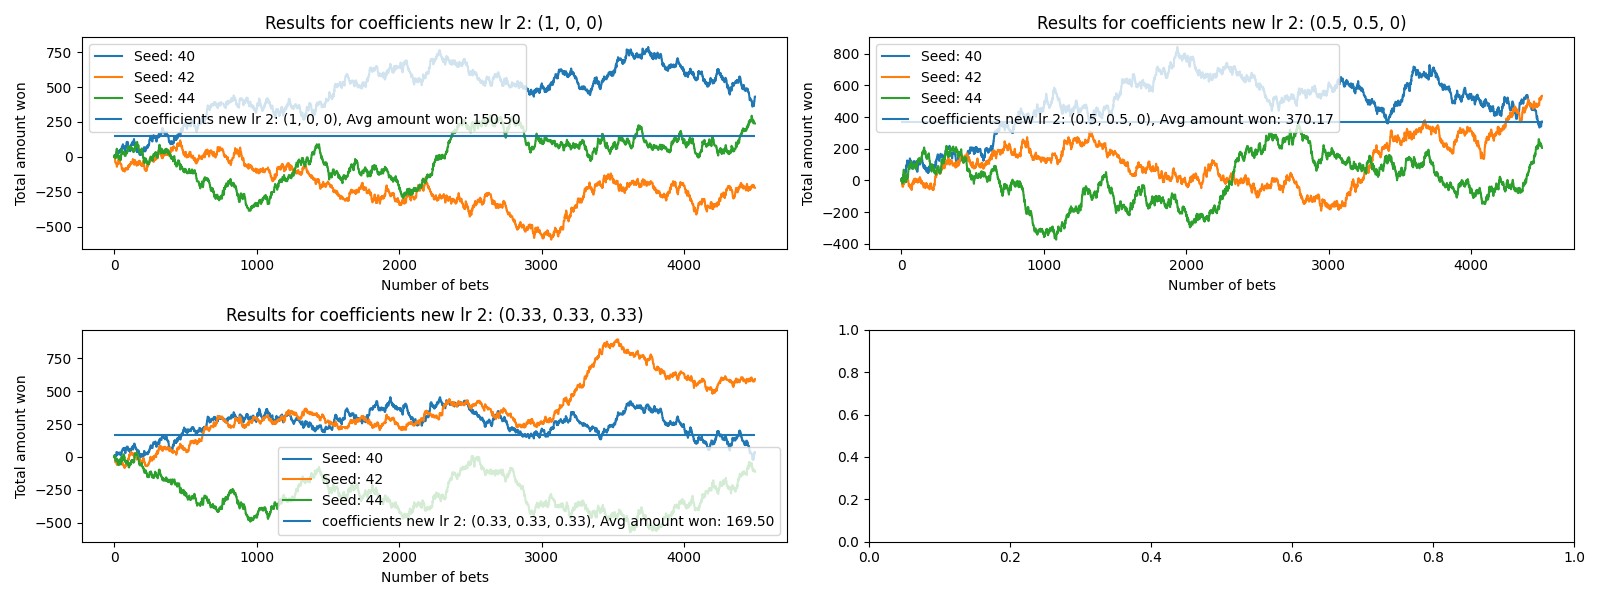 Results for coefficients new lr 2: (1, 0, 0)
Total amount won
750
500
250
0
−250
−500
Seed: 40
Seed: 42
Seed: 44
coefficients new lr 2: (1, 0, 0), Avg amount won: 150.50
0 1000 2000 3000 4000
Number of bets
Results for coefficients new lr 2: (0.5, 0.5, 0)
Total amount won
800
600
400
200
0
−200
−400
Seed: 40
Seed: 42
Seed: 44
coefficients new lr 2: (0.5, 0.5, 0), Avg amount won: 370.17
0 1000 2000 3000 4000
Number of bets
Results for coefficients new lr 2: (0.33, 0.33, 0.33)
Total amount won
750
500
250
0
−250
−500
Seed: 40
Seed: 42
Seed: 44
coefficients new lr 2: (0.33, 0.33, 0.33), Avg amount won: 169.50
0 1000 2000 3000 4000
Number of bets
1.0
0.8
0.6
0.4
0.2
0.0
0.0 0.2 0.4 0.6 0.8 1.0